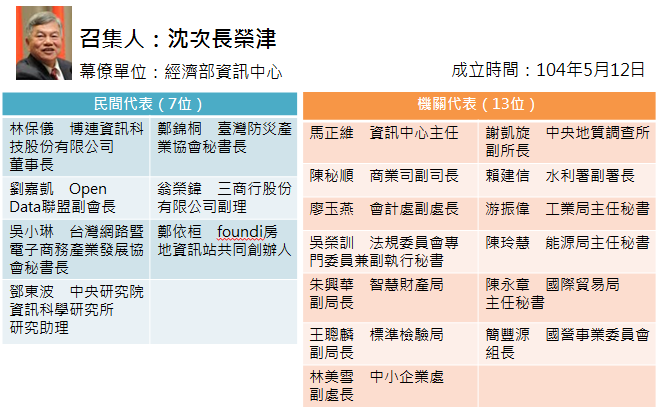 召集人：沈次長榮津
幕僚單位：經濟部資訊中心
成立時間：104年5月12日
民間代表（7位）
林保儀　博連資訊科
技股份有限公司
董事長
鄭錦桐　臺灣防災產
業協會秘書長
劉嘉凱　Open
Data聯盟副會長
翁榮鍏　三商行股份
有限公司副理
吳小琳　台灣網路暨
電子商務產業發展協
會秘書長
鄭依桓　foundi房
地資訊站共同創辦人
鄧東波　中央研究院
資訊科學研究所
研究助理
機關代表（13位）
馬正維　資訊中心主任
謝凱旋　中央地質調查所
副所長
陳秘順　商業司副司長
賴建信　水利署副署長
廖玉燕　會計處副處長
游振偉　工業局主任秘書
吳榮訓　法規委員會專
門委員兼副執行秘書
陳玲慧　能源局主任秘書
朱興華　智慧財產局
副局長
陳永章　國際貿易局
主任秘書
王聰麟　標準檢驗局
副局長
簡豐源　國營事業委員會
組長
林美雪　中小企業處
副處長